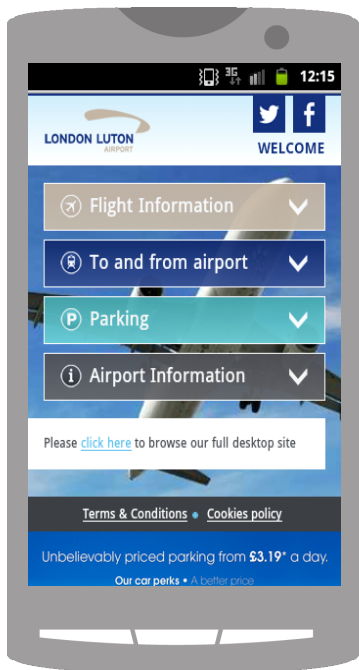 3G
12:15
LONDON LUTON
AIRPORT
WELCOME
Flight Information
To and from airport
P Parking
i Airport Information
Please click here to browse our full desktop site
Terms & Conditions • Cookies policy
Unbelievably priced parking from £3.19* a day.
Our car perks • A better price